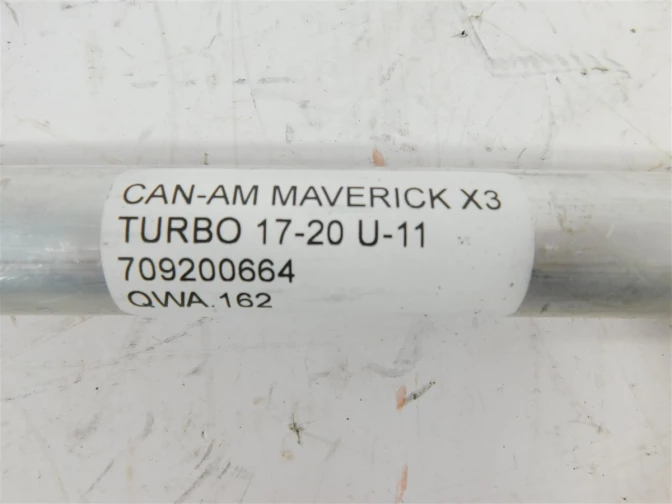 CAN-AM MAVERICK X3
TURBO 17-20 U-11
709200664
QWA.162